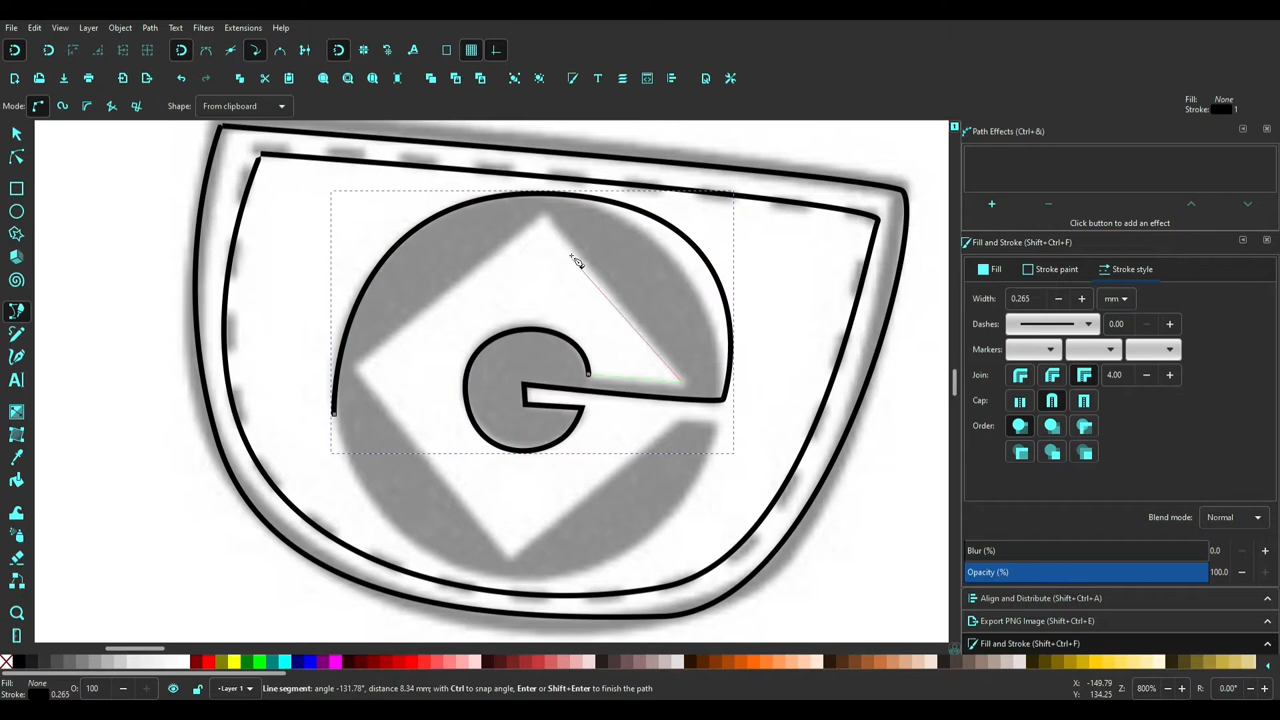 File Edit View Layer Object Path Text Filters Extensions Help
Mode: Shape: From clipboard Fill: None
Stroke: 1
Path Effects (Ctrl+&)
Click button to add an effect
Fill and Stroke (Shift+Ctrl+F)
Fill Stroke paint Stroke style
Width: 0.265 mm
Dashes: 0.00
Markers:
Join: 4.00
Cap:
Order:
Blend mode: Normal
Blur (%) 0.0
Opacity (%) 100.0
Align and Distribute (Shift+Ctrl+A)
Export PNG Image (Shift+Ctrl+E)
Fill and Stroke (Shift+Ctrl+F)
Fill: None
Stroke: 0.265 O: 100 Layer 1 Line segment: angle -131.78°, distance 8.34 mm; with Ctrl to snap angle, Enter or Shift+Enter to finish the path X: -149.79
Y: 134.25 Z: 800% R: 0.00°